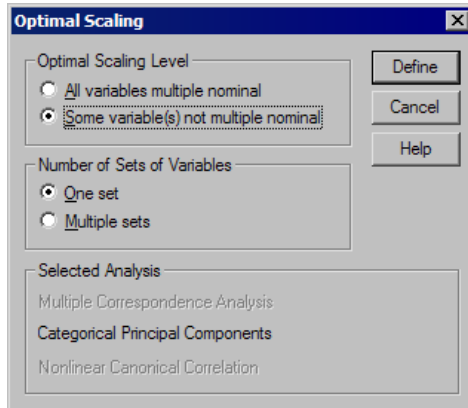 Optimal Scaling
Optimal Scaling Level
All variables multiple nominal
Some variable(s) not multiple nominal
Number of Sets of Variables
One set
Multiple sets
Selected Analysis
Multiple Correspondence Analysis
Categorical Principal Components
Nonlinear Canonical Correlation
Define
Cancel
Help